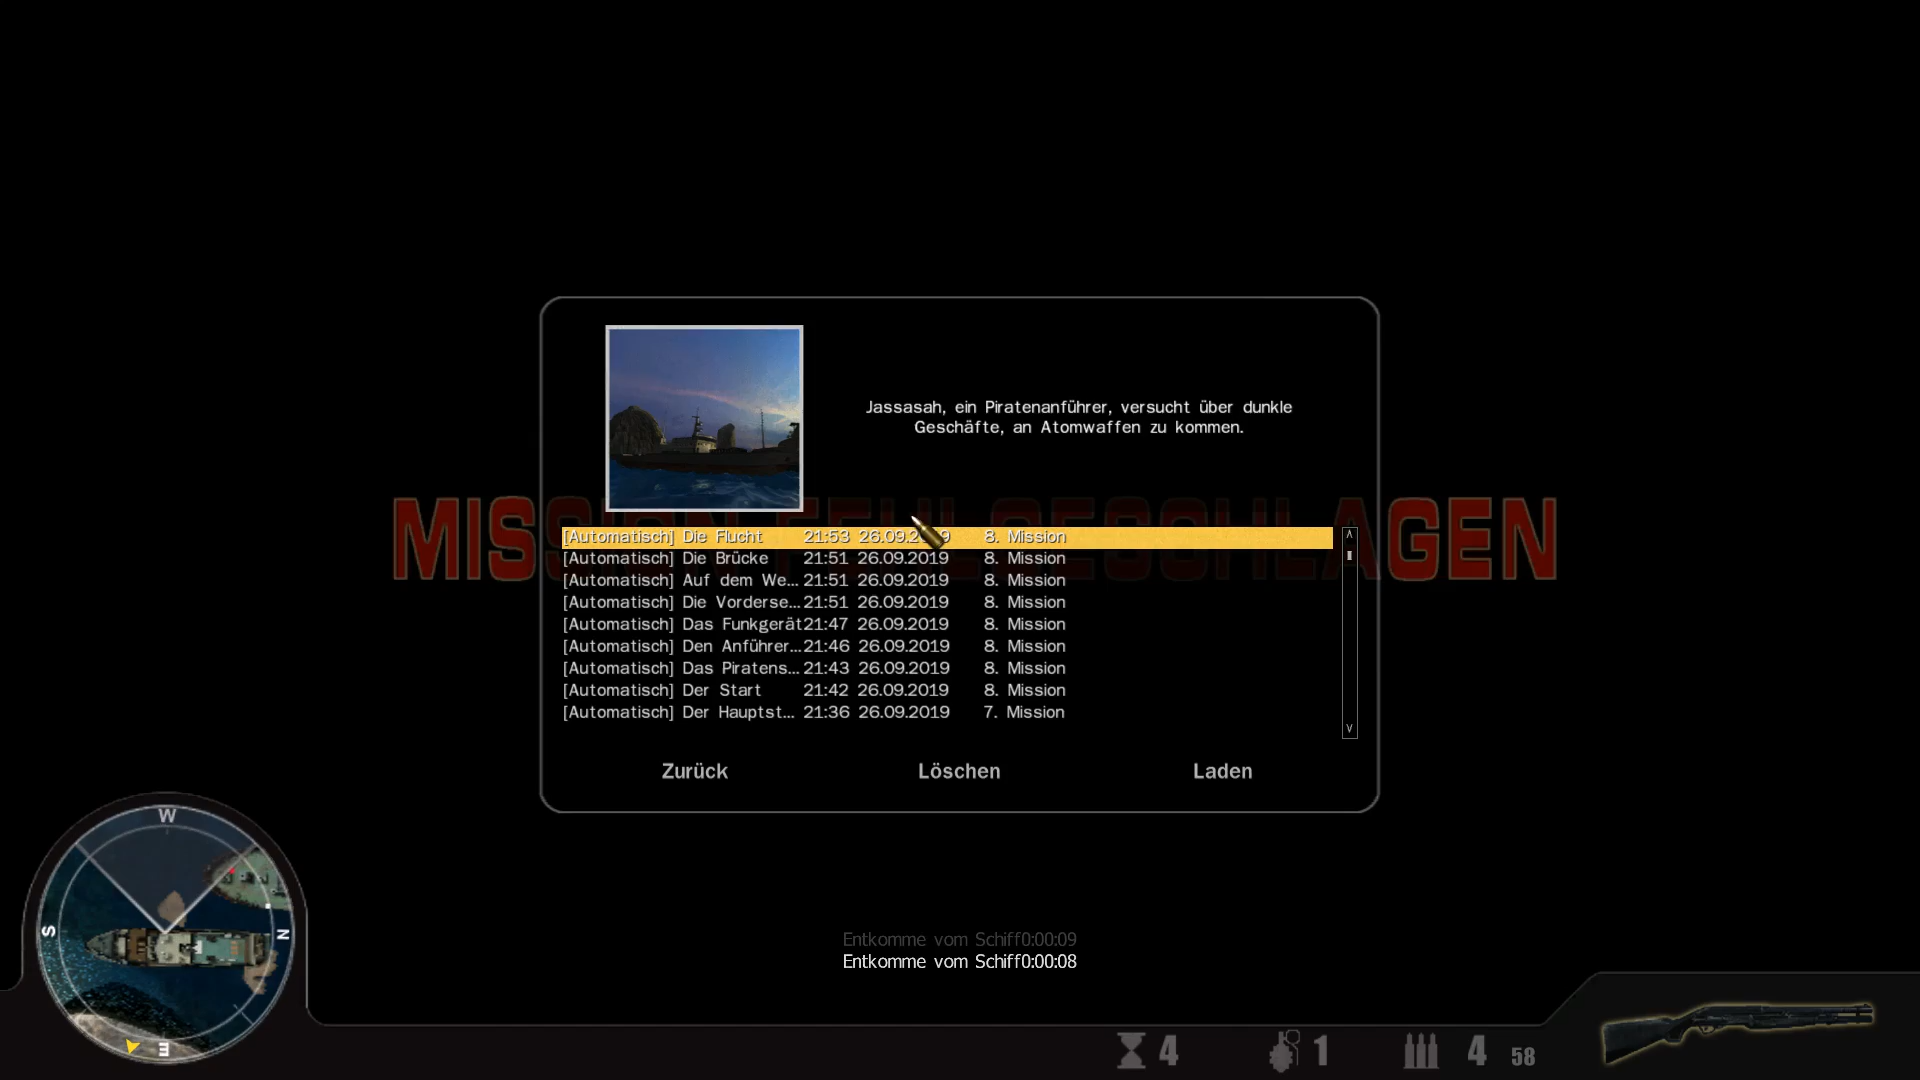 Jassasah, ein Piratenanführer, versucht über dunkle
Geschäfte, an Atomwaffen zu kommen.
MISSION FEHLGESCHLAGEN
[Automatisch] Die Flucht 21:53 26.09.2019 8. Mission
[Automatisch] Die Brücke 21:51 26.09.2019 8. Mission
[Automatisch] Auf dem We... 21:51 26.09.2019 8. Mission
[Automatisch] Die Vorderse... 21:51 26.09.2019 8. Mission
[Automatisch] Das Funkgerät 21:47 26.09.2019 8. Mission
[Automatisch] Den Anführer... 21:46 26.09.2019 8. Mission
[Automatisch] Das Piratens... 21:43 26.09.2019 8. Mission
[Automatisch] Der Start 21:42 26.09.2019 8. Mission
[Automatisch] Der Hauptst... 21:36 26.09.2019 7. Mission
Zurück Löschen Laden
W
S N
E
Entkomme vom Schiff0:00:09
Entkomme vom Schiff0:00:08
4 1 4 58